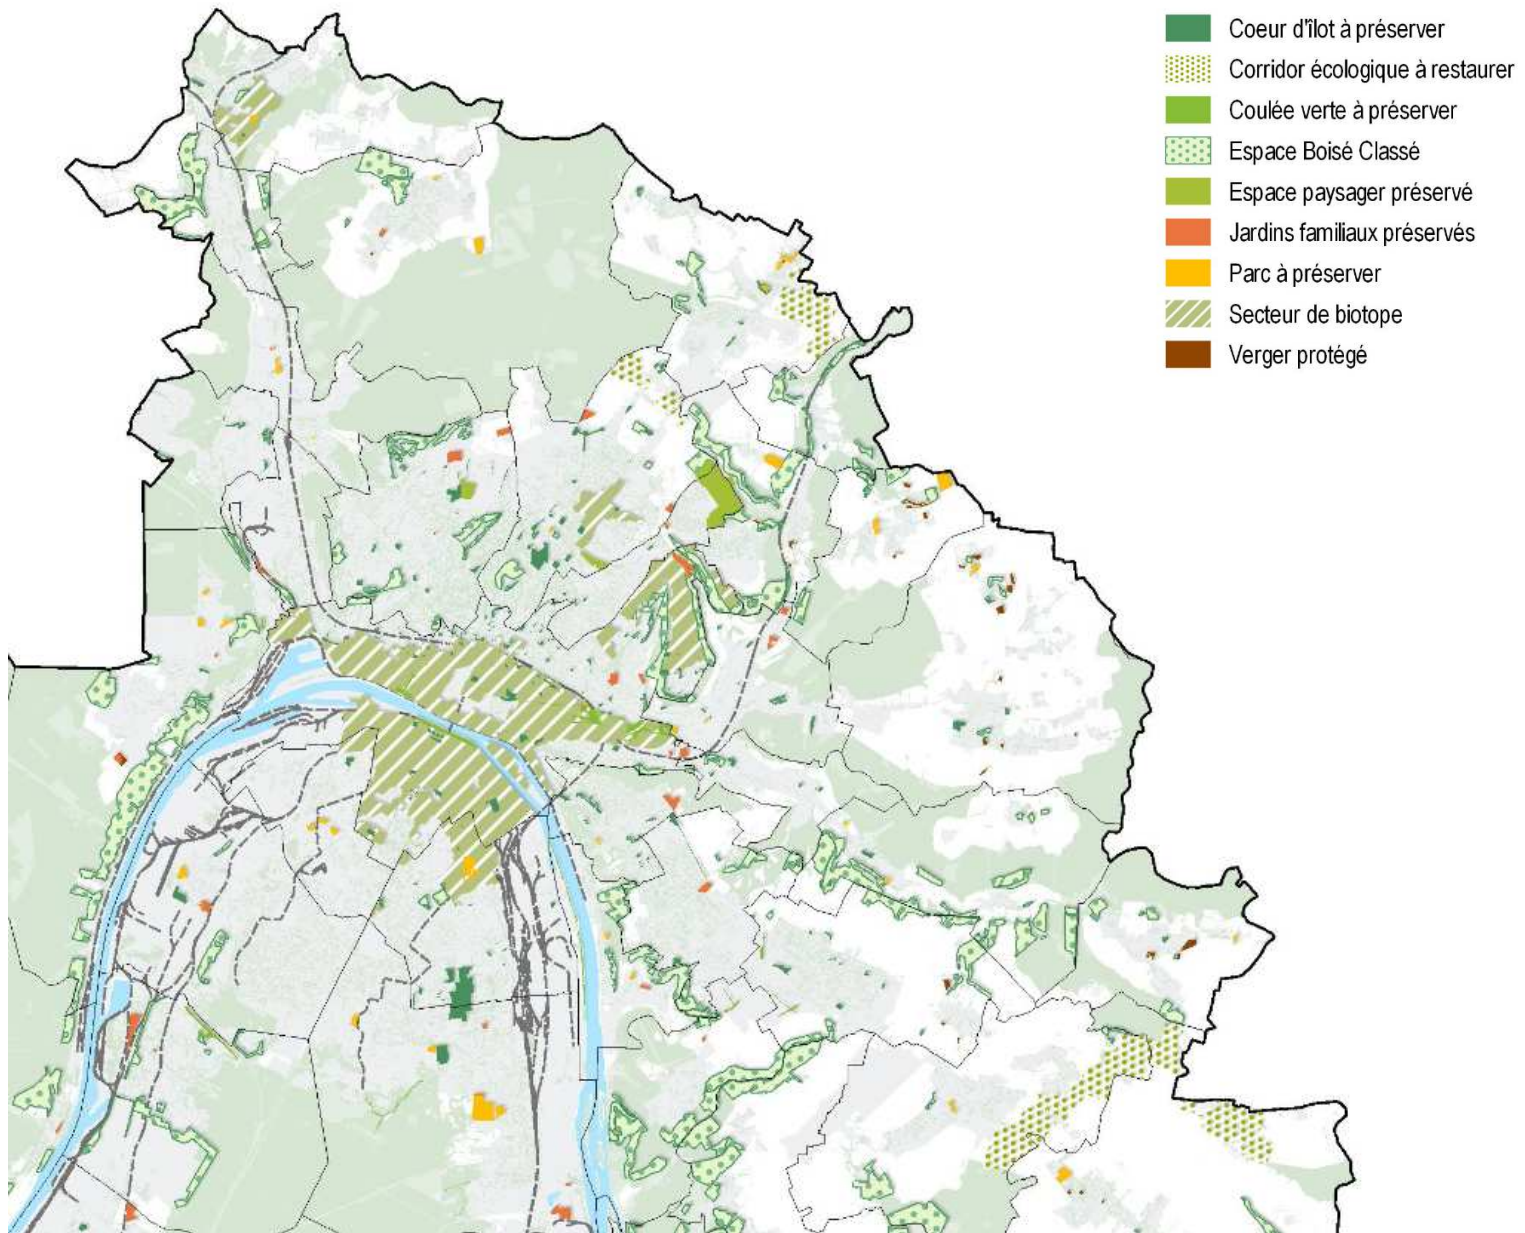 Coeur d'îlot à préserver
Corridor écologique à restaurer
Coulée verte à préserver
Espace Boisé Classé
Espace paysager préservé
Jardins familiaux préservés
Parc à préserver
Secteur de biotope
Verger protégé